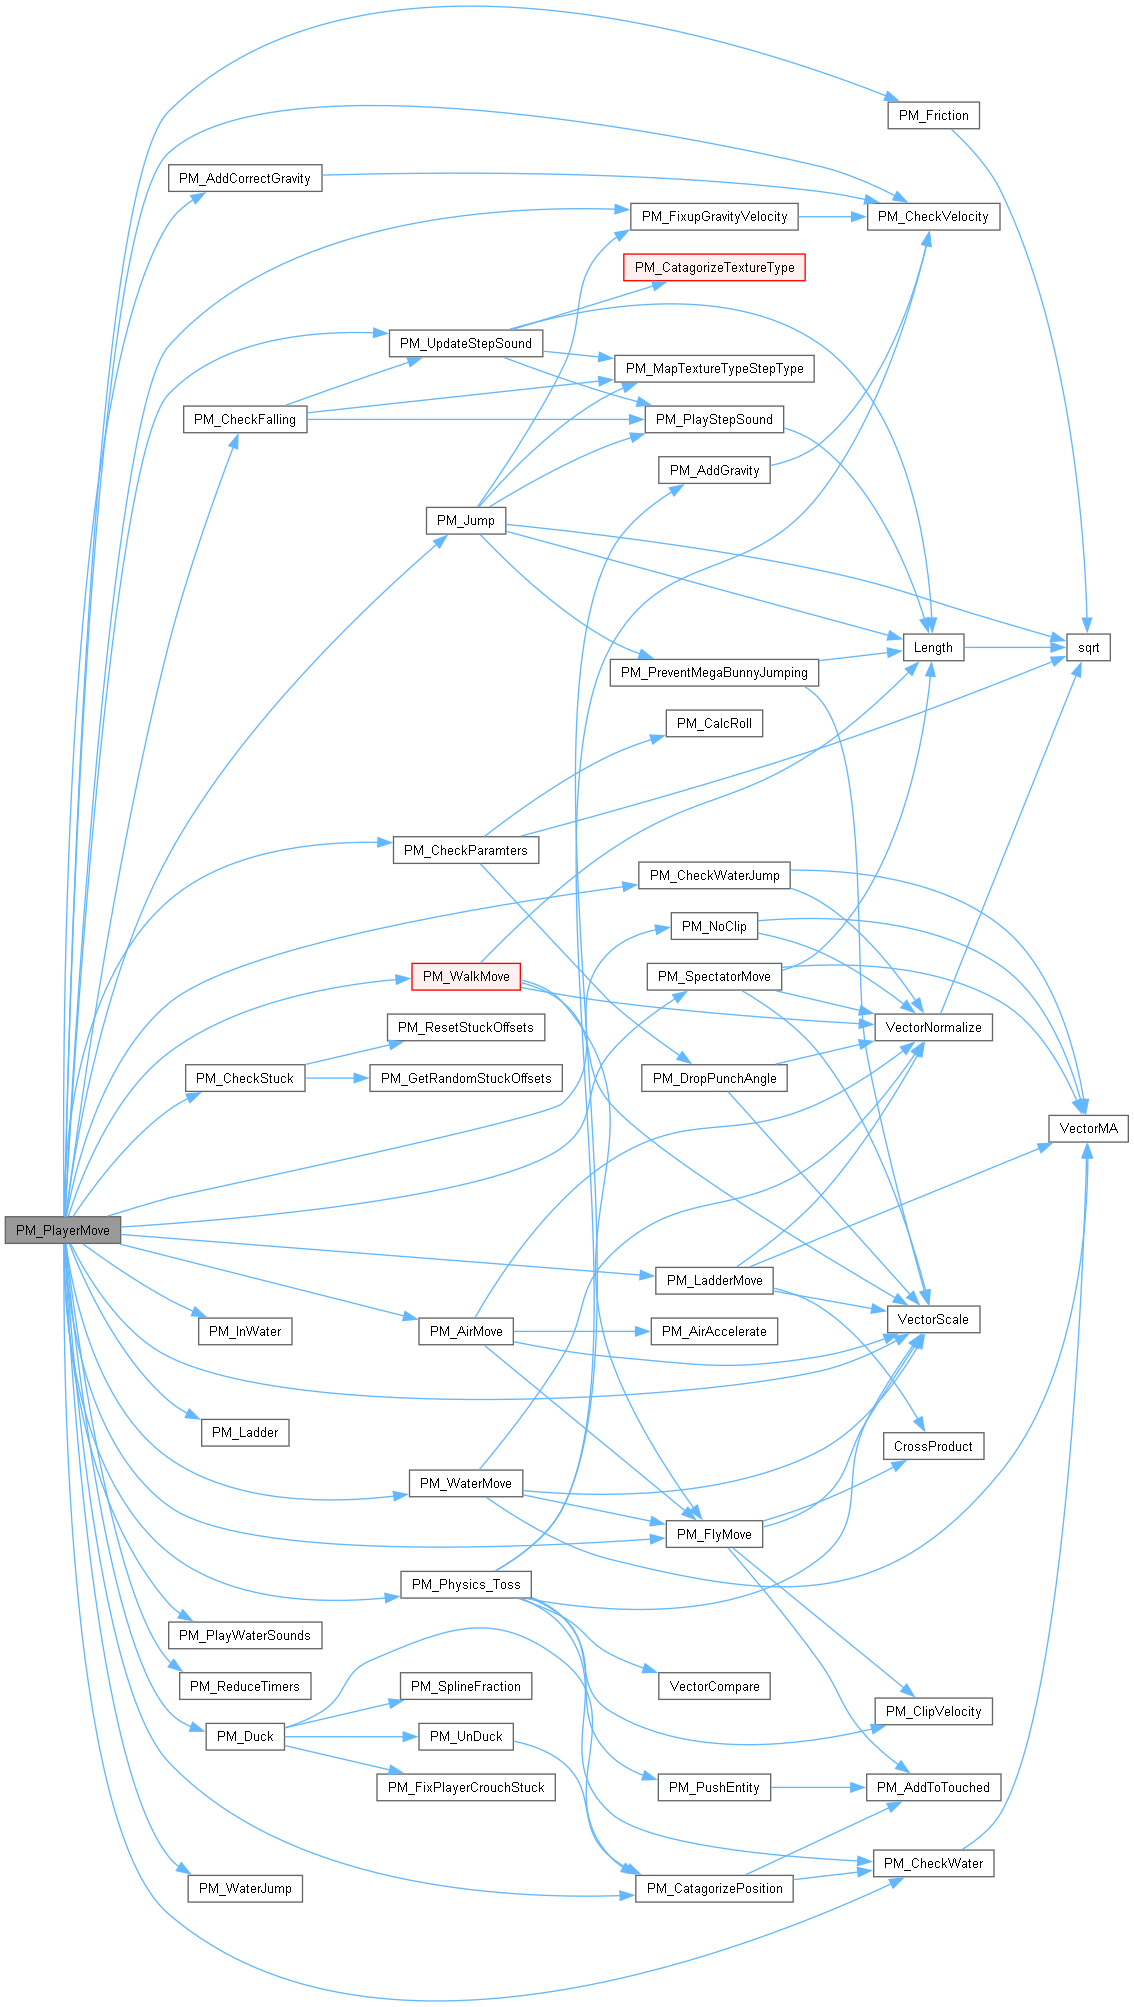 PM_Friction
PM_AddCorrectGravity
PM_FixupGravityVelocity
PM_CheckVelocity
PM_CatagorizeTextureType
PM_UpdateStepSound
PM_MapTextureTypeStepType
PM_CheckFalling
PM_PlayStepSound
PM_AddGravity
PM_Jump
Length
sqrt
PM_PreventMegaBunnyJumping
PM_CalcRoll
PM_CheckParamters
PM_CheckWaterJump
PM_NoClip
PM_WalkMove
PM_SpectatorMove
PM_ResetStuckOffsets
VectorNormalize
PM_CheckStuck
PM_GetRandomStuckOffsets
PM_DropPunchAngle
VectorMA
PM_PlayerMove
PM_LadderMove
PM_InWater
PM_AirMove
PM_AirAccelerate
VectorScale
PM_Ladder
CrossProduct
PM_WaterMove
PM_FlyMove
PM_Physics_Toss
PM_PlayWaterSounds
PM_ReduceTimers
PM_SplineFraction
VectorCompare
PM_ClipVelocity
PM_Duck
PM_UnDuck
PM_FixPlayerCrouchStuck
PM_PushEntity
PM_AddToTouched
PM_CheckWater
PM_WaterJump
PM_CatagorizePosition